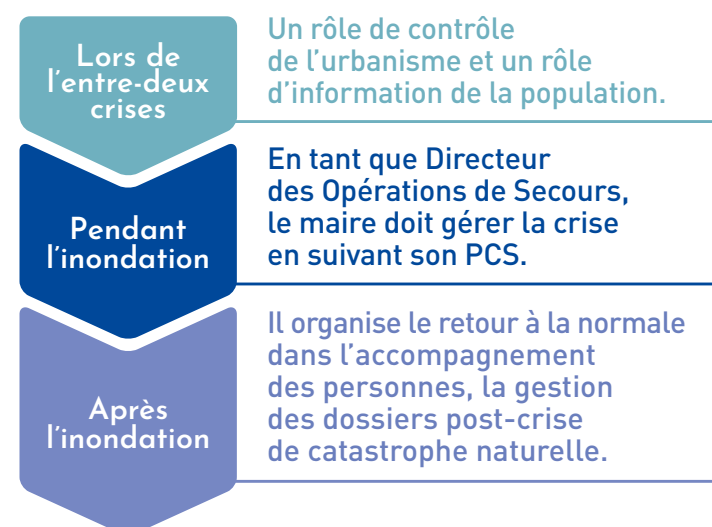 Lors de
l'entre-deux
crises
Un rôle de contrôle
de l'urbanisme et un rôle
d'information de la population.
Pendant
l'inondation
En tant que Directeur
des Opérations de Secours,
le maire doit gérer la crise
en suivant son PCS.
Après
l'inondation
Il organise le retour à la normale
dans l'accompagnement
des personnes, la gestion
des dossiers post-crise
de catastrophe naturelle.